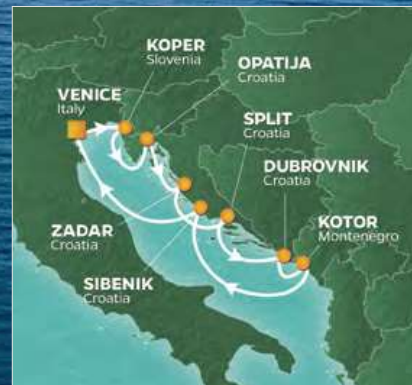 KOPER
Slovenia
OPATIJA
Croatia
VENICE
Italy
SPLIT
Croatia
DUBROVNIK
Croatia
KOTOR
Montenegro
ZADAR
Croatia
SIBENIK
Croatia